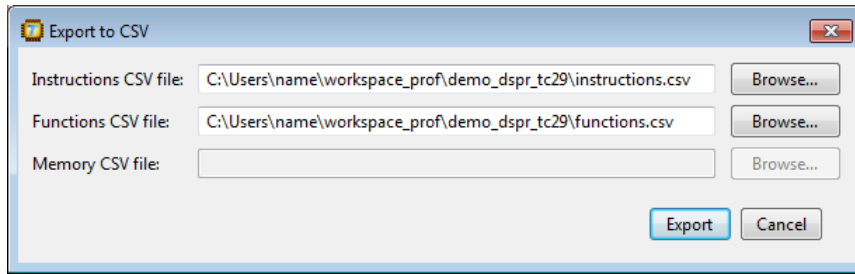 Export to CSV
Instructions CSV file: C:\Users\name\workspace_prof\demo_dspr_tc29\instructions.csv Browse...
Functions CSV file: C:\Users\name\workspace_prof\demo_dspr_tc29\functions.csv Browse...
Memory CSV file: Browse...
Export Cancel